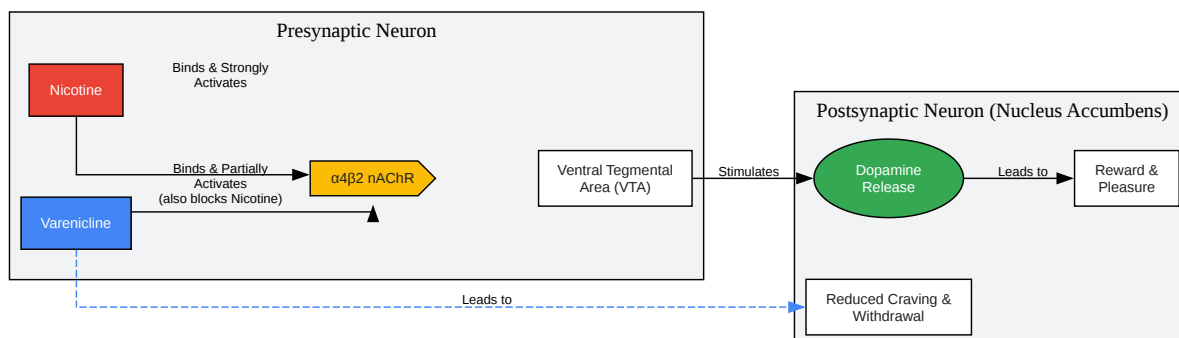 Presynaptic Neuron
Nicotine
Binds & Strongly
Activates
Binds & Partially
Activates
(also blocks Nicotine)
α4β2 nAChR
Varenicline
Ventral Tegmental
Area (VTA)
Stimulates
Postsynaptic Neuron (Nucleus Accumbens)
Dopamine
Release
Leads to
Reward &
Pleasure
Leads to
Reduced Craving &
Withdrawal